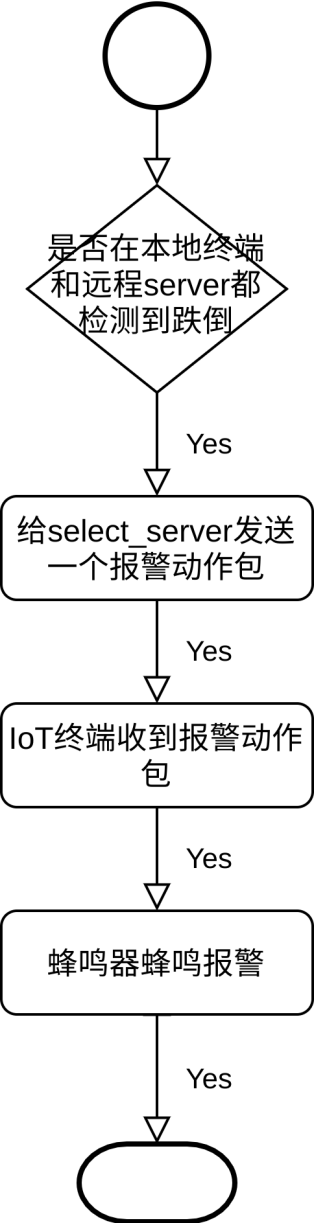 是否在本地终端
和远程server都
检测到跌倒
Yes
给select_server发送
一个报警动作包
Yes
IoT终端收到报警动作
包
Yes
蜂鸣器蜂鸣报警
Yes